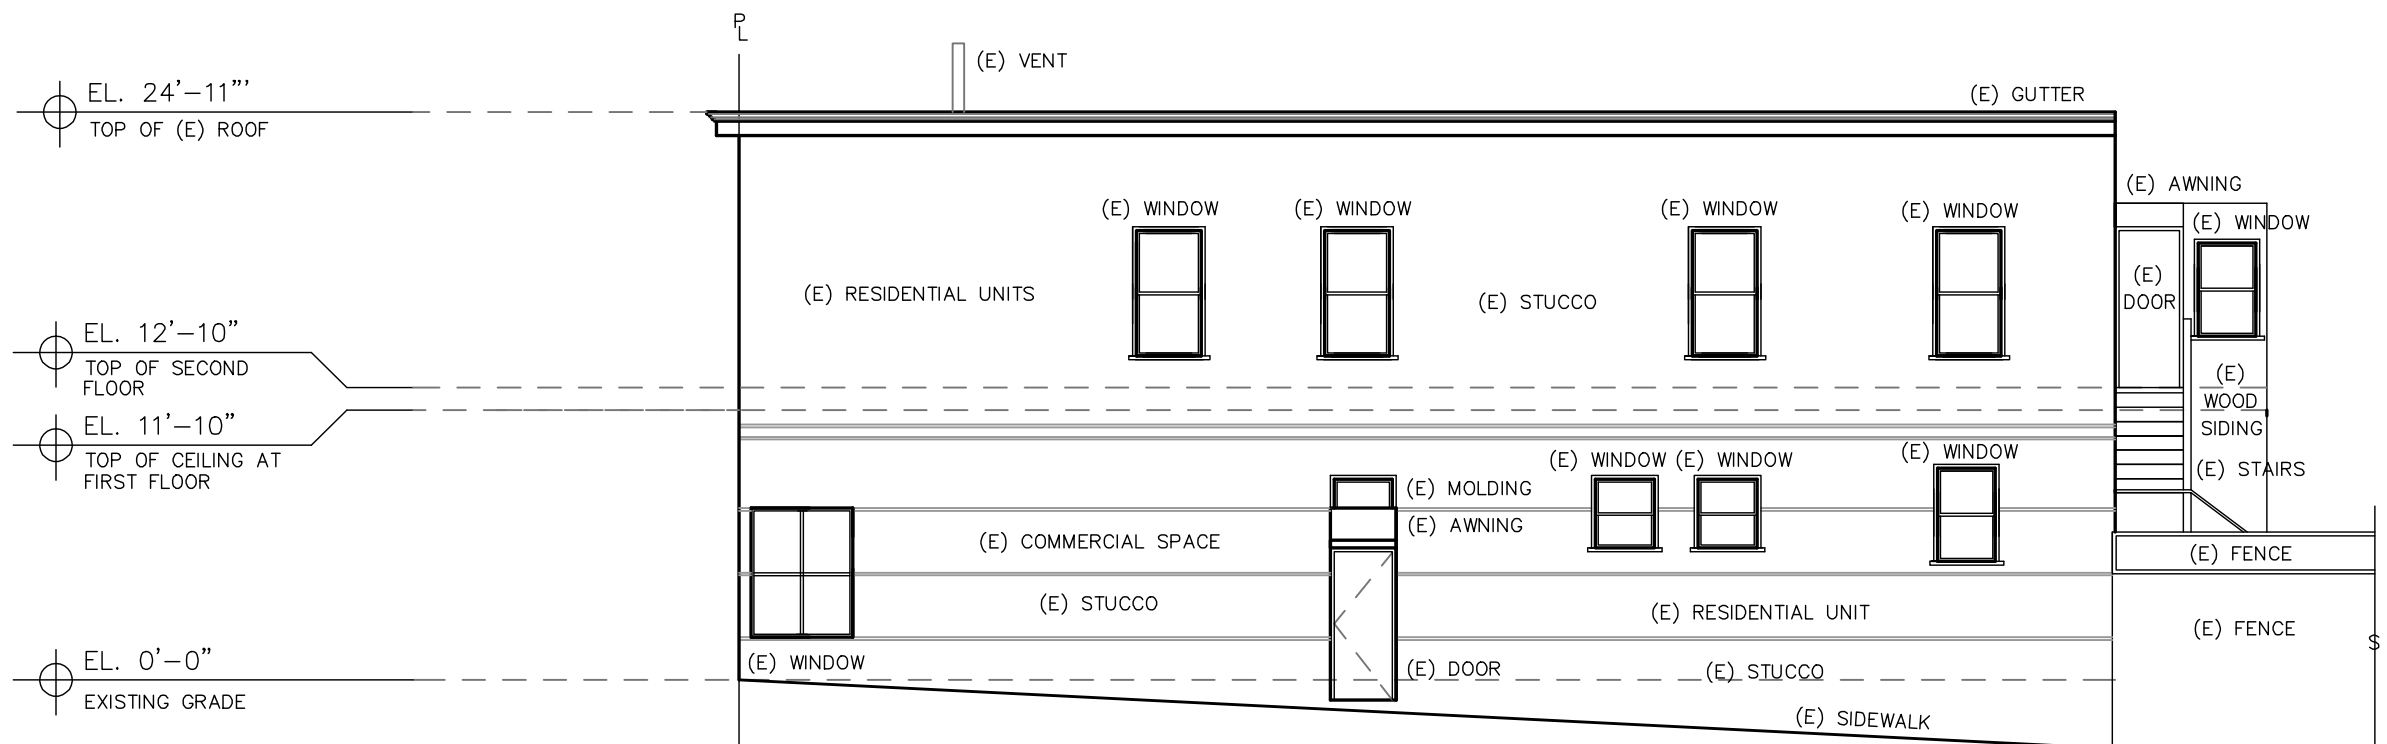 P
L
(E) VENT
EL. 24'-11"'
TOP OF (E) ROOF
(E) GUTTER
(E) AWNING
(E) WINDOW
(E) WINDOW
(E) WINDOW
(E) WINDOW
(E) WINDOW
(E) RESIDENTIAL UNITS
(E) STUCCO
(E)
DOOR
EL. 12'-10"
TOP OF SECOND
FLOOR
(E)
WOOD
SIDING
EL. 11'-10"
TOP OF CEILING AT
FIRST FLOOR
(E) WINDOW
(E) WINDOW
(E) WINDOW
(E) STAIRS
(E) MOLDING
(E) AWNING
(E) COMMERCIAL SPACE
(E) FENCE
(E) STUCCO
(E) RESIDENTIAL UNIT
(E) FENCE
S
EL. 0'-0"
EXISTING GRADE
(E) WINDOW
(E) DOOR
(E) STUCCO
(E) SIDEWALK